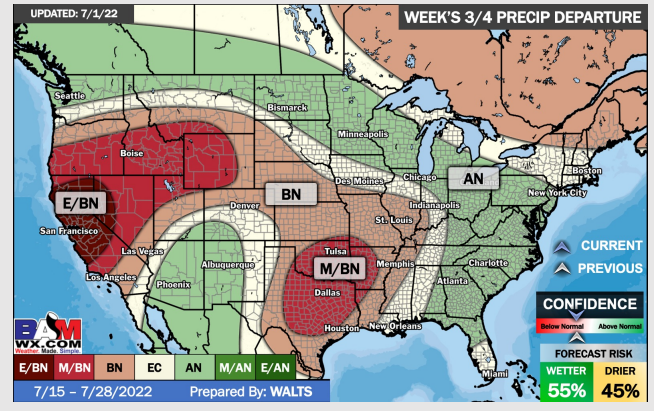 UPDATED: 7/1/22
WEEK'S 3/4 PRECIP DEPARTURE
Seattle
Bismarck
Minneapolis
Boise
Boston
Chicago
AN
Des Moines
New York City
E/BN
BN
Denver
Indianapolis
San Francisco
St. Louis
Las Vegas
Tulsa
CURRENT
Albuquerque
M/BN
Memphis
Charlotte
PREVIOUS
Los Angeles
Phoenix
Dallas
Atlanta
CONFIDENCE
Houston
New Orleans
Below Normal
Above Normal
BAM
WX.COM
Weather. Made. Simple.
FORECAST RISK
E/BN M/BN BN EC AN M/AN E/AN
Miami
WETTER
DRIER
7/15 – 7/28/2022
Prepared By: WALTS
55%
45%